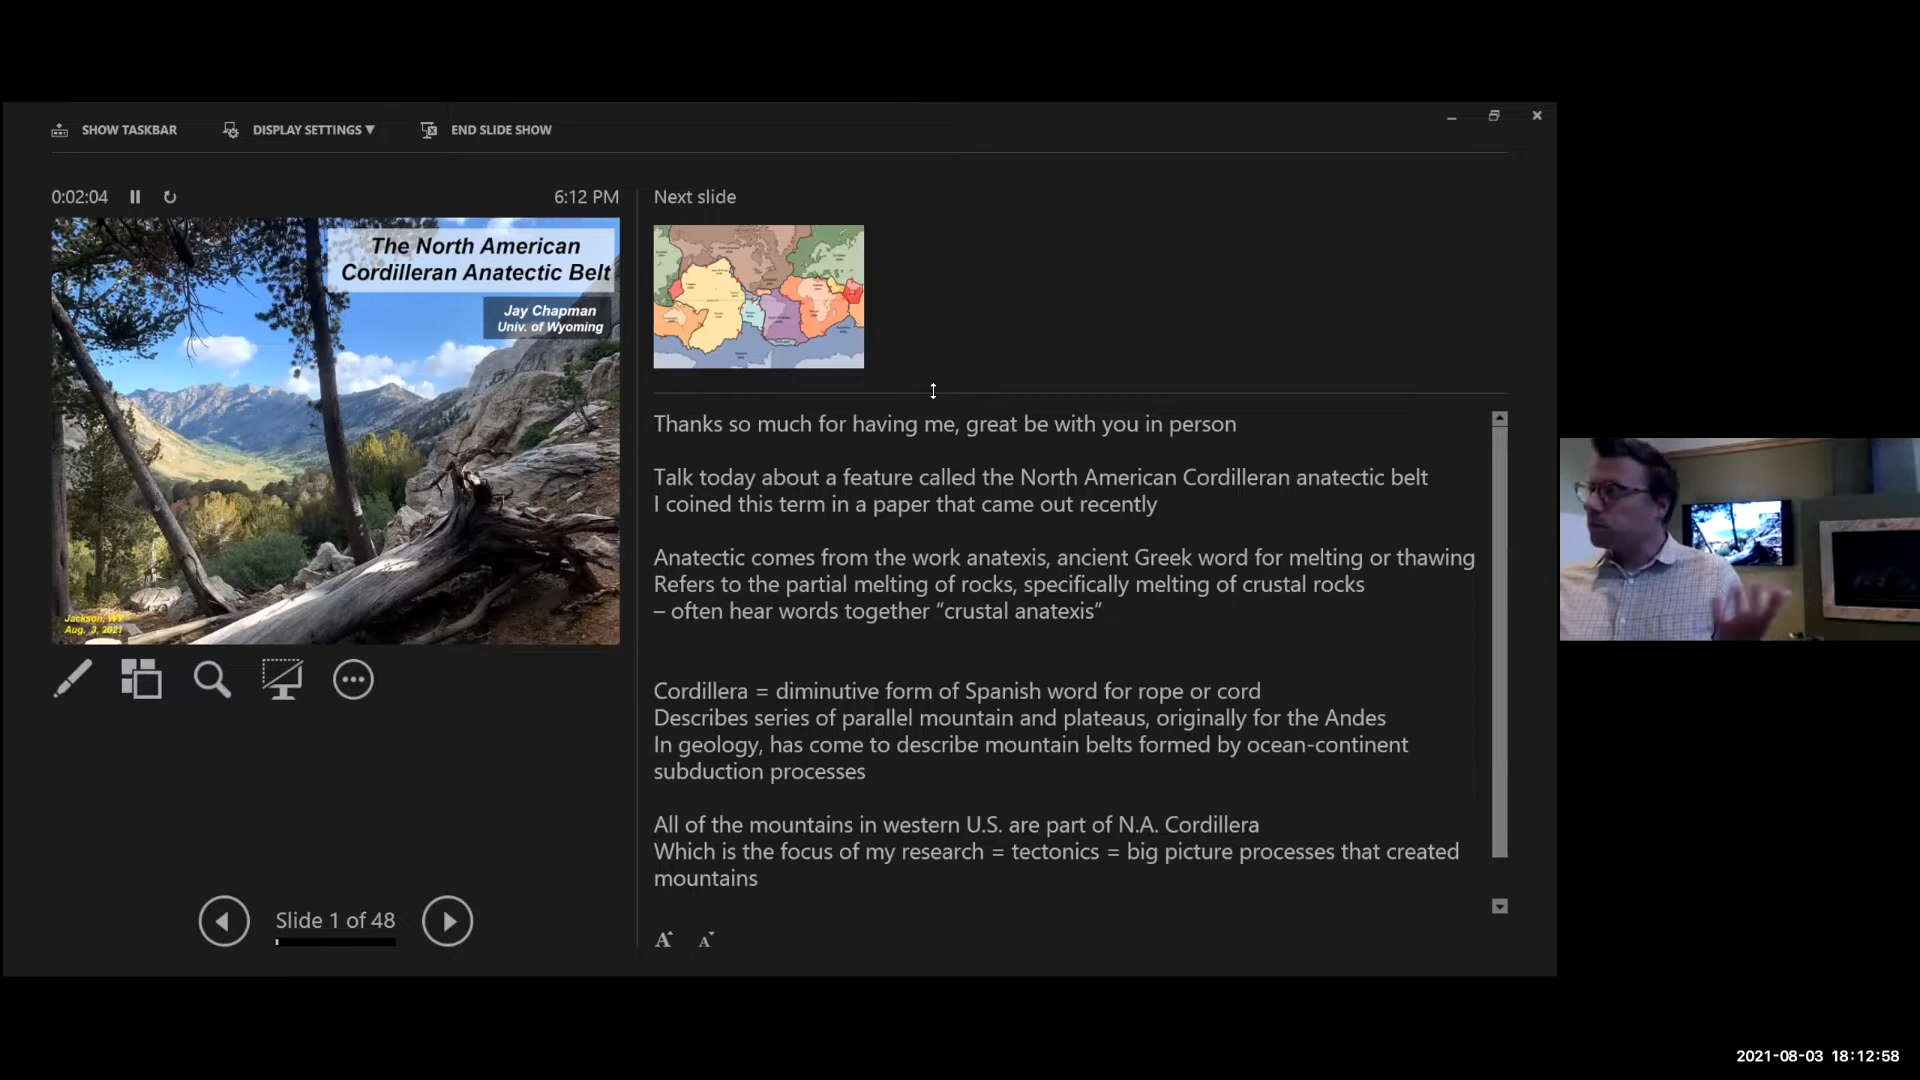 SHOW TASKBAR
DISPLAY SETTINGS ▼
END SLIDE SHOW
0:02:04
6:12 PM
The North American
Cordilleran Anatectic Belt
Jay Chapman
Univ. of Wyoming
Jackson, WY
Aug. 3, 2021
Slide 1 of 48
Next slide
Thanks so much for having me, great be with you in person
Talk today about a feature called the North American Cordilleran anatectic belt
I coined this term in a paper that came out recently
Anatectic comes from the work anatexis, ancient Greek word for melting or thawing
Refers to the partial melting of rocks, specifically melting of crustal rocks
– often hear words together “crustal anatexis”
Cordillera = diminutive form of Spanish word for rope or cord
Describes series of parallel mountain and plateaus, originally for the Andes
In geology, has come to describe mountain belts formed by ocean-continent
subduction processes
All of the mountains in western U.S. are part of N.A. Cordillera
Which is the focus of my research = tectonics = big picture processes that created
mountains
A A
2021-08-03 18:12:58